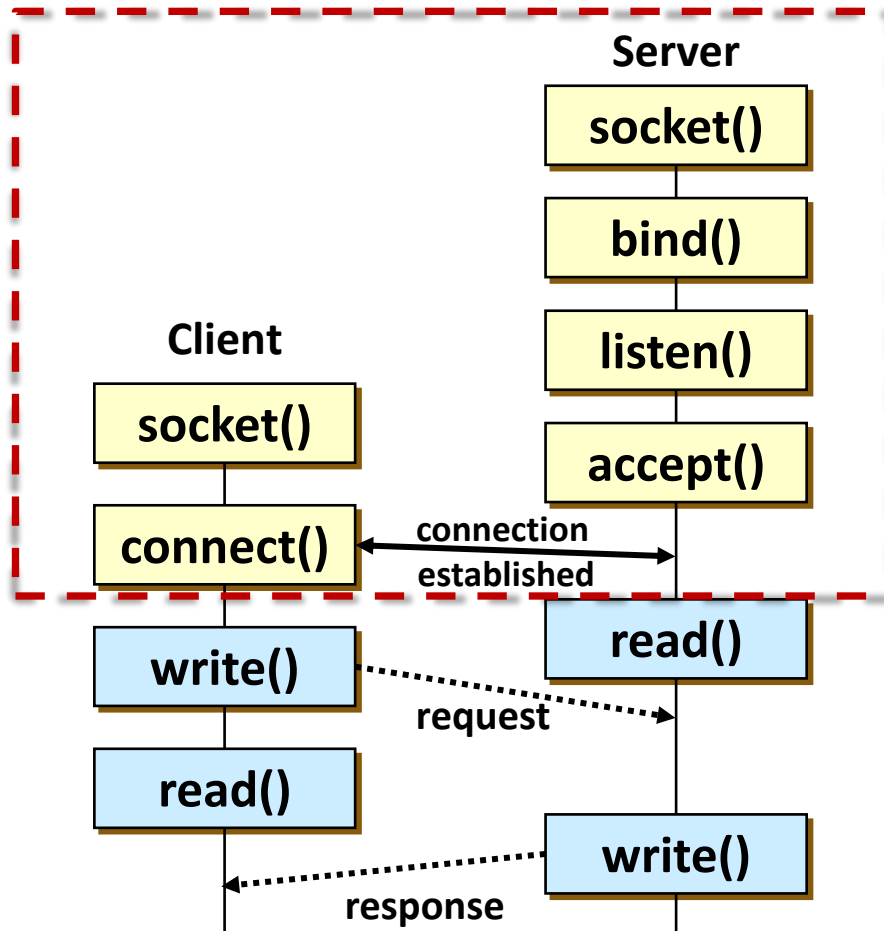 Server
socket()
bind()
listen()
Client
socket()
accept()
connect()
connection
established
write()
read()
request
read()
write()
response